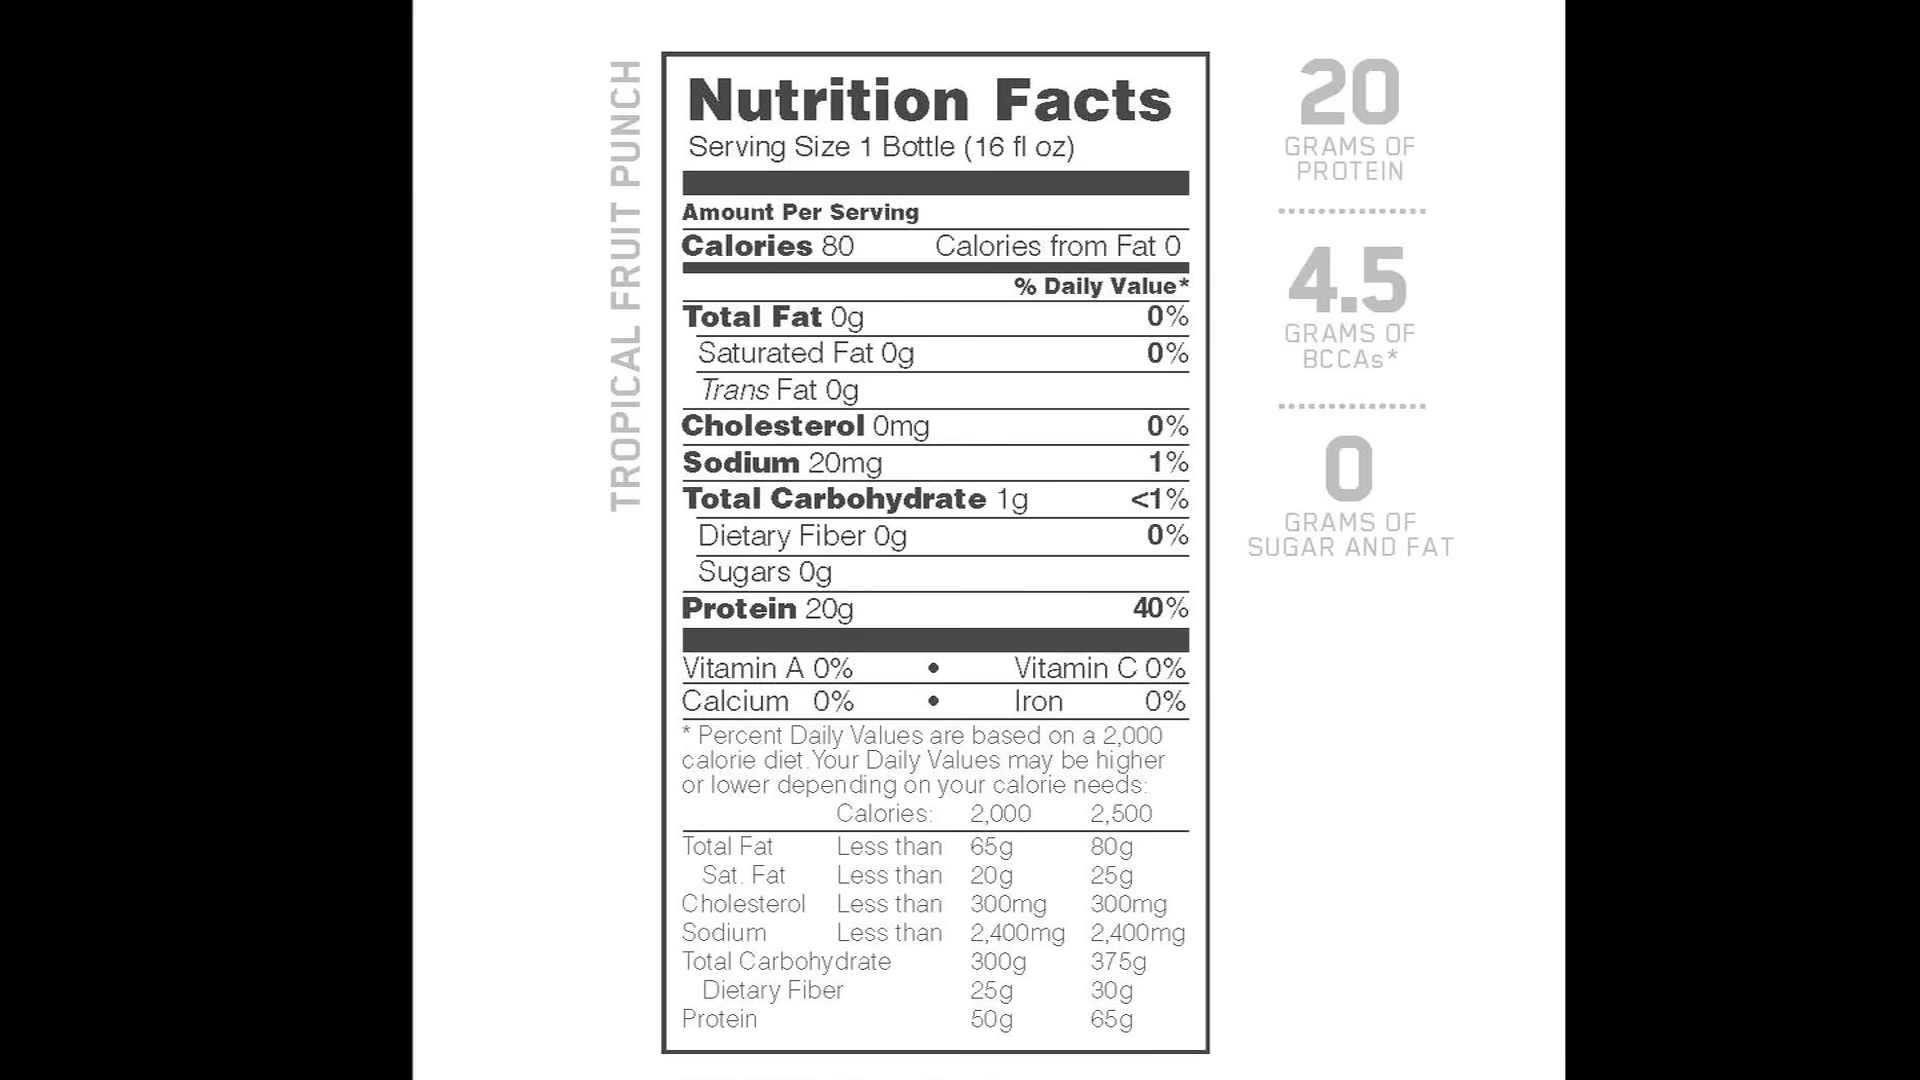 TROPICAL FRUIT PUNCH
Nutrition Facts
Serving Size 1 Bottle (16 fl oz)
Amount Per Serving
Calories 80 Calories from Fat 0
% Daily Value*
Total Fat 0g 0%
Saturated Fat 0g 0%
Trans Fat 0g
Cholesterol 0mg 0%
Sodium 20mg 1%
Total Carbohydrate 1g <1%
Dietary Fiber 0g 0%
Sugars 0g
Protein 20g 40%
Vitamin A 0% • Vitamin C 0%
Calcium 0% • Iron 0%
* Percent Daily Values are based on a 2,000
calorie diet.Your Daily Values may be higher
or lower depending on your calorie needs:
Calories: 2,000 2,500
Total Fat Less than 65g 80g
Sat. Fat Less than 20g 25g
Cholesterol Less than 300mg 300mg
Sodium Less than 2,400mg 2,400mg
Total Carbohydrate 300g 375g
Dietary Fiber 25g 30g
Protein 50g 65g
20
GRAMS OF
PROTEIN
4.5
GRAMS OF
BCCAs*
0
GRAMS OF
SUGAR AND FAT